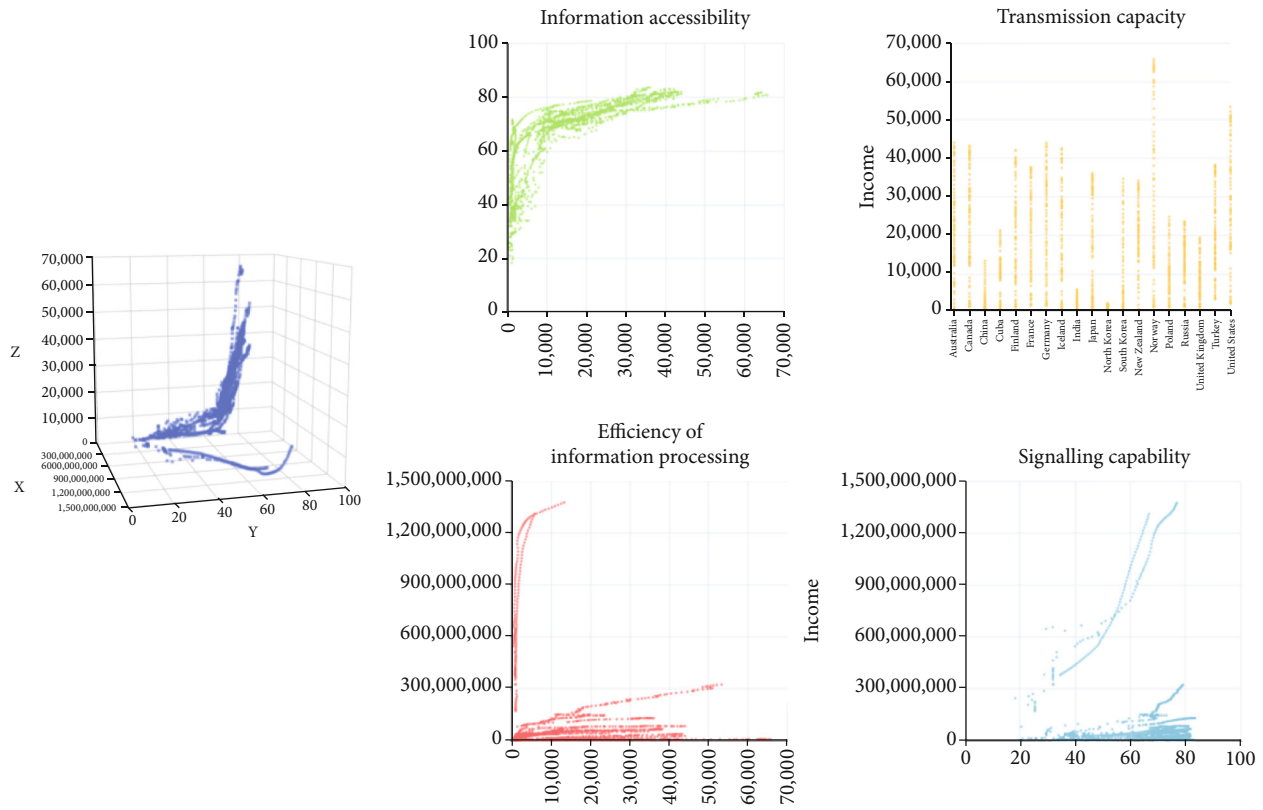 70,000
60,000
50,000
40,000
30,000
20,000
10,000
0
Z
300,000,000
6000,000,000
900,000,000
1,200,000,000
1,500,000,000
X
0
20
40
60
80
100
Y
Information accessibility
100
80
60
40
20
0
0
10,000
20,000
30,000
40,000
50,000
60,000
70,000
Transmission capacity
70,000
60,000
50,000
40,000
30,000
20,000
10,000
0
Income
Australia
Canada
China
Cuba
Finland
France
Germany
Iceland
India
Japan
North Korea
South Korea
New Zealand
Norway
Poland
Russia
United Kingdom
Turkey
United States
Efficiency of
information processing
1,500,000,000
1,200,000,000
900,000,000
600,000,000
300,000,000
0
0
10,000
20,000
30,000
40,000
50,000
60,000
70,000
Signalling capability
1,500,000,000
1,200,000,000
900,000,000
600,000,000
300,000,000
0
Income
0
20
40
60
80
100